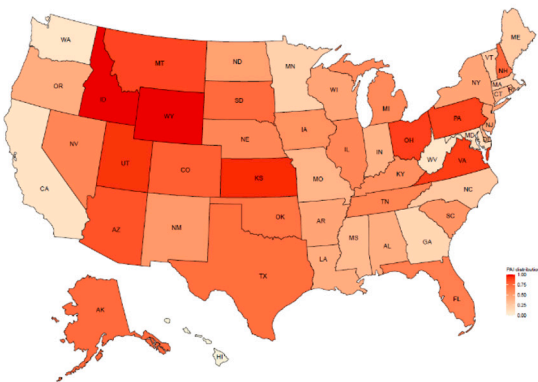 WA
MT
ND
MN
ME
VT
NH
OR
ID
WY
SD
WI
MI
NY
MA
CT
RI
NV
UT
CO
NE
IA
IL
IN
OH
PA
NJ
MD
DE
WV
VA
CA
KS
MO
KY
NC
TN
AZ
NM
OK
AR
SC
MS
AL
GA
TX
LA
FL
AK
HI
1.00
0.75
0.50
0.25
0.00